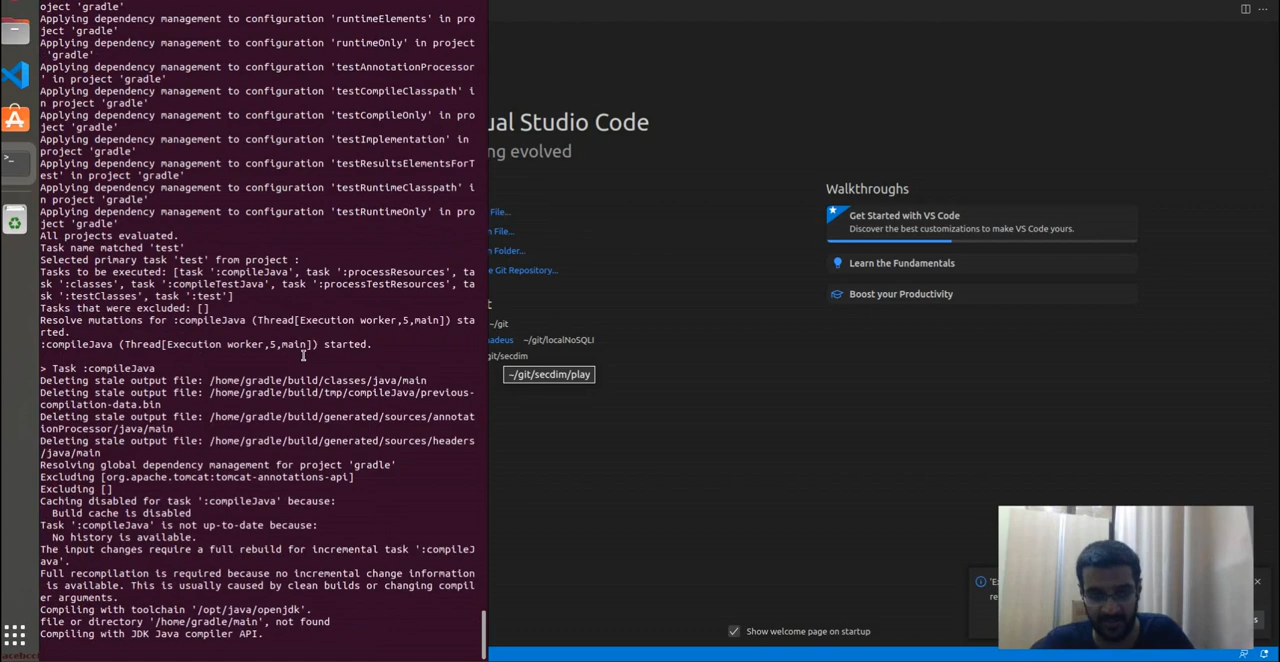 oject 'gradle'
Applying dependency management to configuration 'runtimeElements' in pro
ject 'gradle'
Applying dependency management to configuration 'runtimeOnly' in project
 'gradle'
Applying dependency management to configuration 'testAnnotationProcessor
' in project 'gradle'
Applying dependency management to configuration 'testCompileClasspath' i
n project 'gradle'
Applying dependency management to configuration 'testCompileOnly' in pro
ject 'gradle'
Applying dependency management to configuration 'testImplementation' in
project 'gradle'
Applying dependency management to configuration 'testResultsElementsForT
est' in project 'gradle'
Applying dependency management to configuration 'testRuntimeClasspath' i
n project 'gradle'
Applying dependency management to configuration 'testRuntimeOnly' in pro
ject 'gradle'
All projects evaluated.
Task name matched 'test'
Selected primary task 'test' from project :
Tasks to be executed: [task ':compileJava', task ':processResources', ta
sk ':classes', task ':compileTestJava', task ':processTestResources', ta
sk ':testClasses', task ':test']
Tasks that were excluded: []
Resolve mutations for :compileJava (Thread[Execution worker,5,main]) sta
rted.
:compileJava (Thread[Execution worker,5,main]) started.
> Task :compileJava
Deleting stale output file: /home/gradle/build/classes/java/main
Deleting stale output file: /home/gradle/build/tmp/compileJava/previous-
compilation-data.bin
Deleting stale output file: /home/gradle/build/generated/sources/annotat
ionProcessor/java/main
Deleting stale output file: /home/gradle/build/generated/sources/headers
/java/main
Resolving global dependency management for project 'gradle'
Excluding [org.apache.tomcat:tomcat-annotations-api]
Excluding []
Caching disabled for task ':compileJava' because:
  Build cache is disabled
Task ':compileJava' is not up-to-date because:
  No history is available.
The input changes require a full rebuild for incremental task ':compileJ
ava'.
Full recompilation is required because no incremental change information
 is available. This is usually caused by clean builds or changing compil
er arguments.
Compiling with toolchain '/opt/java/openjdk'.
file or directory '/home/gradle/main', not found
Compiling with JDK Java compiler API.
ual Studio Code
ng evolved
File...
n File...
n Folder...
e Git Repository...
t
~/git
adeus ~/git/localNoSQLI
git/secdim
~/git/secdim/play
Walkthroughs
Get Started with VS Code
Discover the best customizations to make VS Code yours.
Learn the Fundamentals
Boost your Productivity
Show welcome page on startup